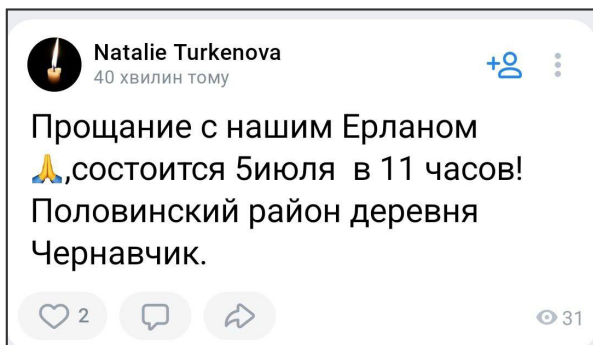 Natalie Turkenova
40 хвилин тому
Прощание с нашим Ерланом
🙏,состоится 5июля в 11 часов!
Половинский район деревня
Чернавчик.
2
31